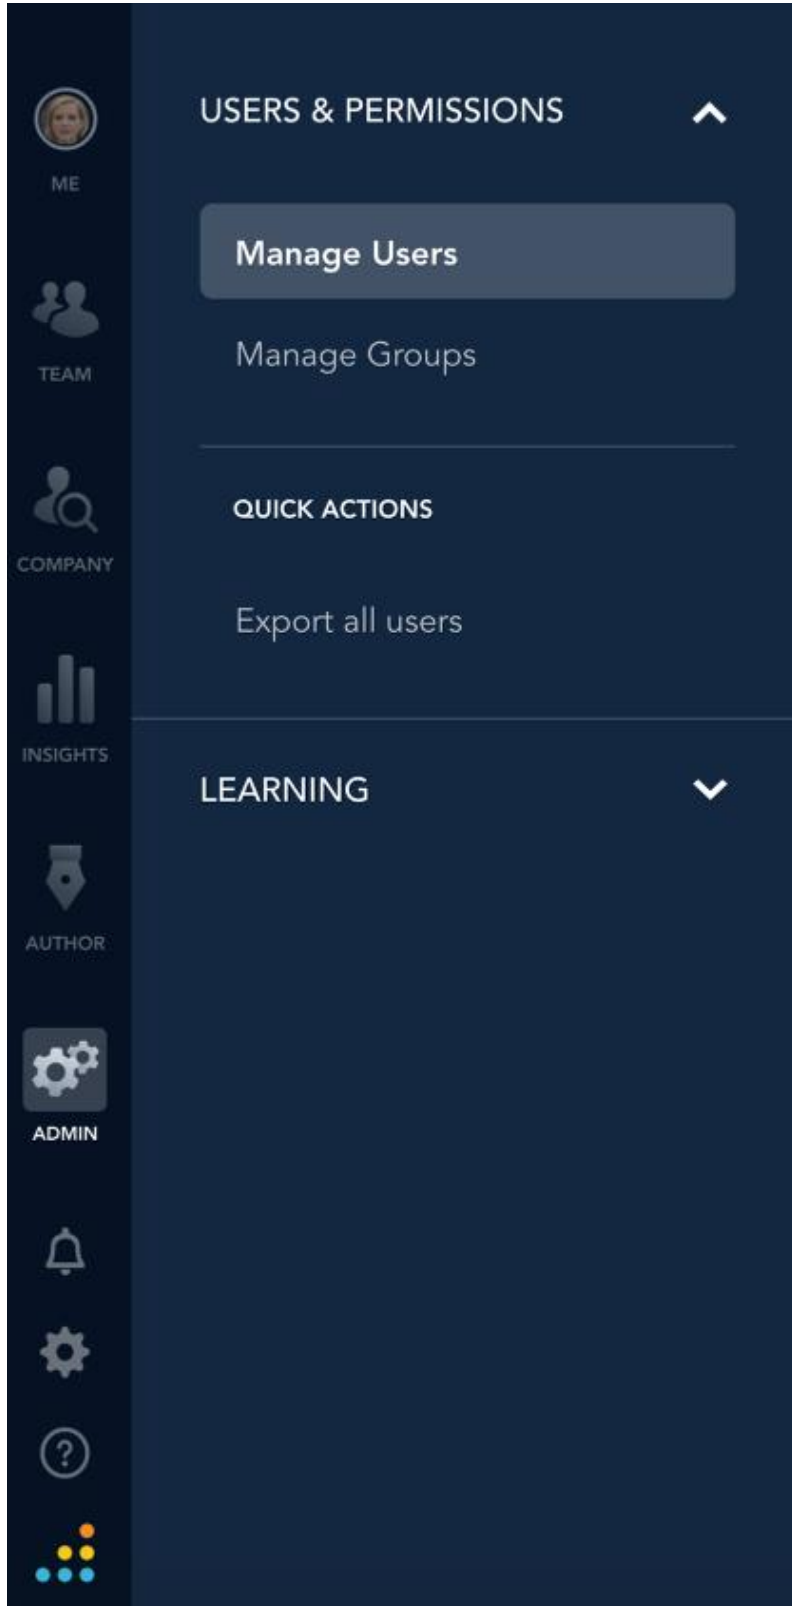 ME
TEAM
COMPANY
INSIGHTS
AUTHOR
ADMIN
USERS & PERMISSIONS
Manage Users
Manage Groups
QUICK ACTIONS
Export all users
LEARNING